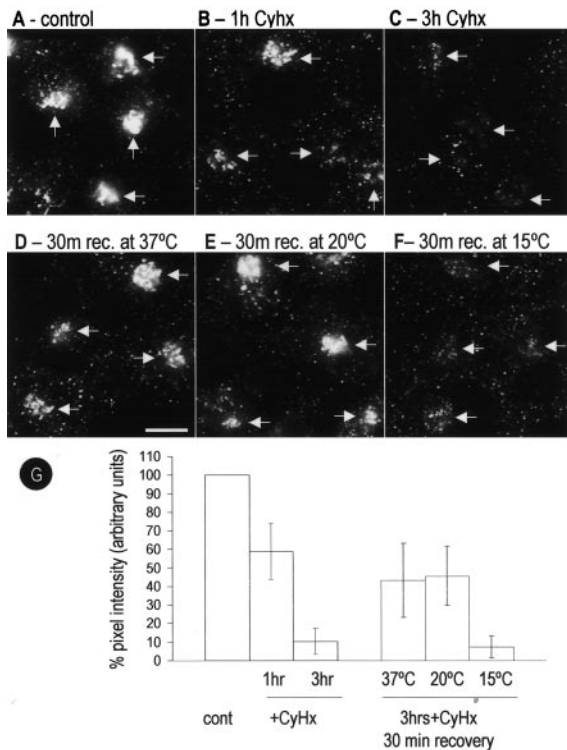 A - control
B – 1h Cyhx
C – 3h Cyhx
D – 30m rec. at 37ºC
E – 30m rec. at 20ºC
F – 30m rec. at 15ºC
G
% pixel intensity (arbitrary units)
110
100
90
80
70
60
50
40
30
20
10
0
1hr
3hr
37ºC
20ºC
15ºC
cont
+CyHx
3hrs+CyHx
30 min recovery